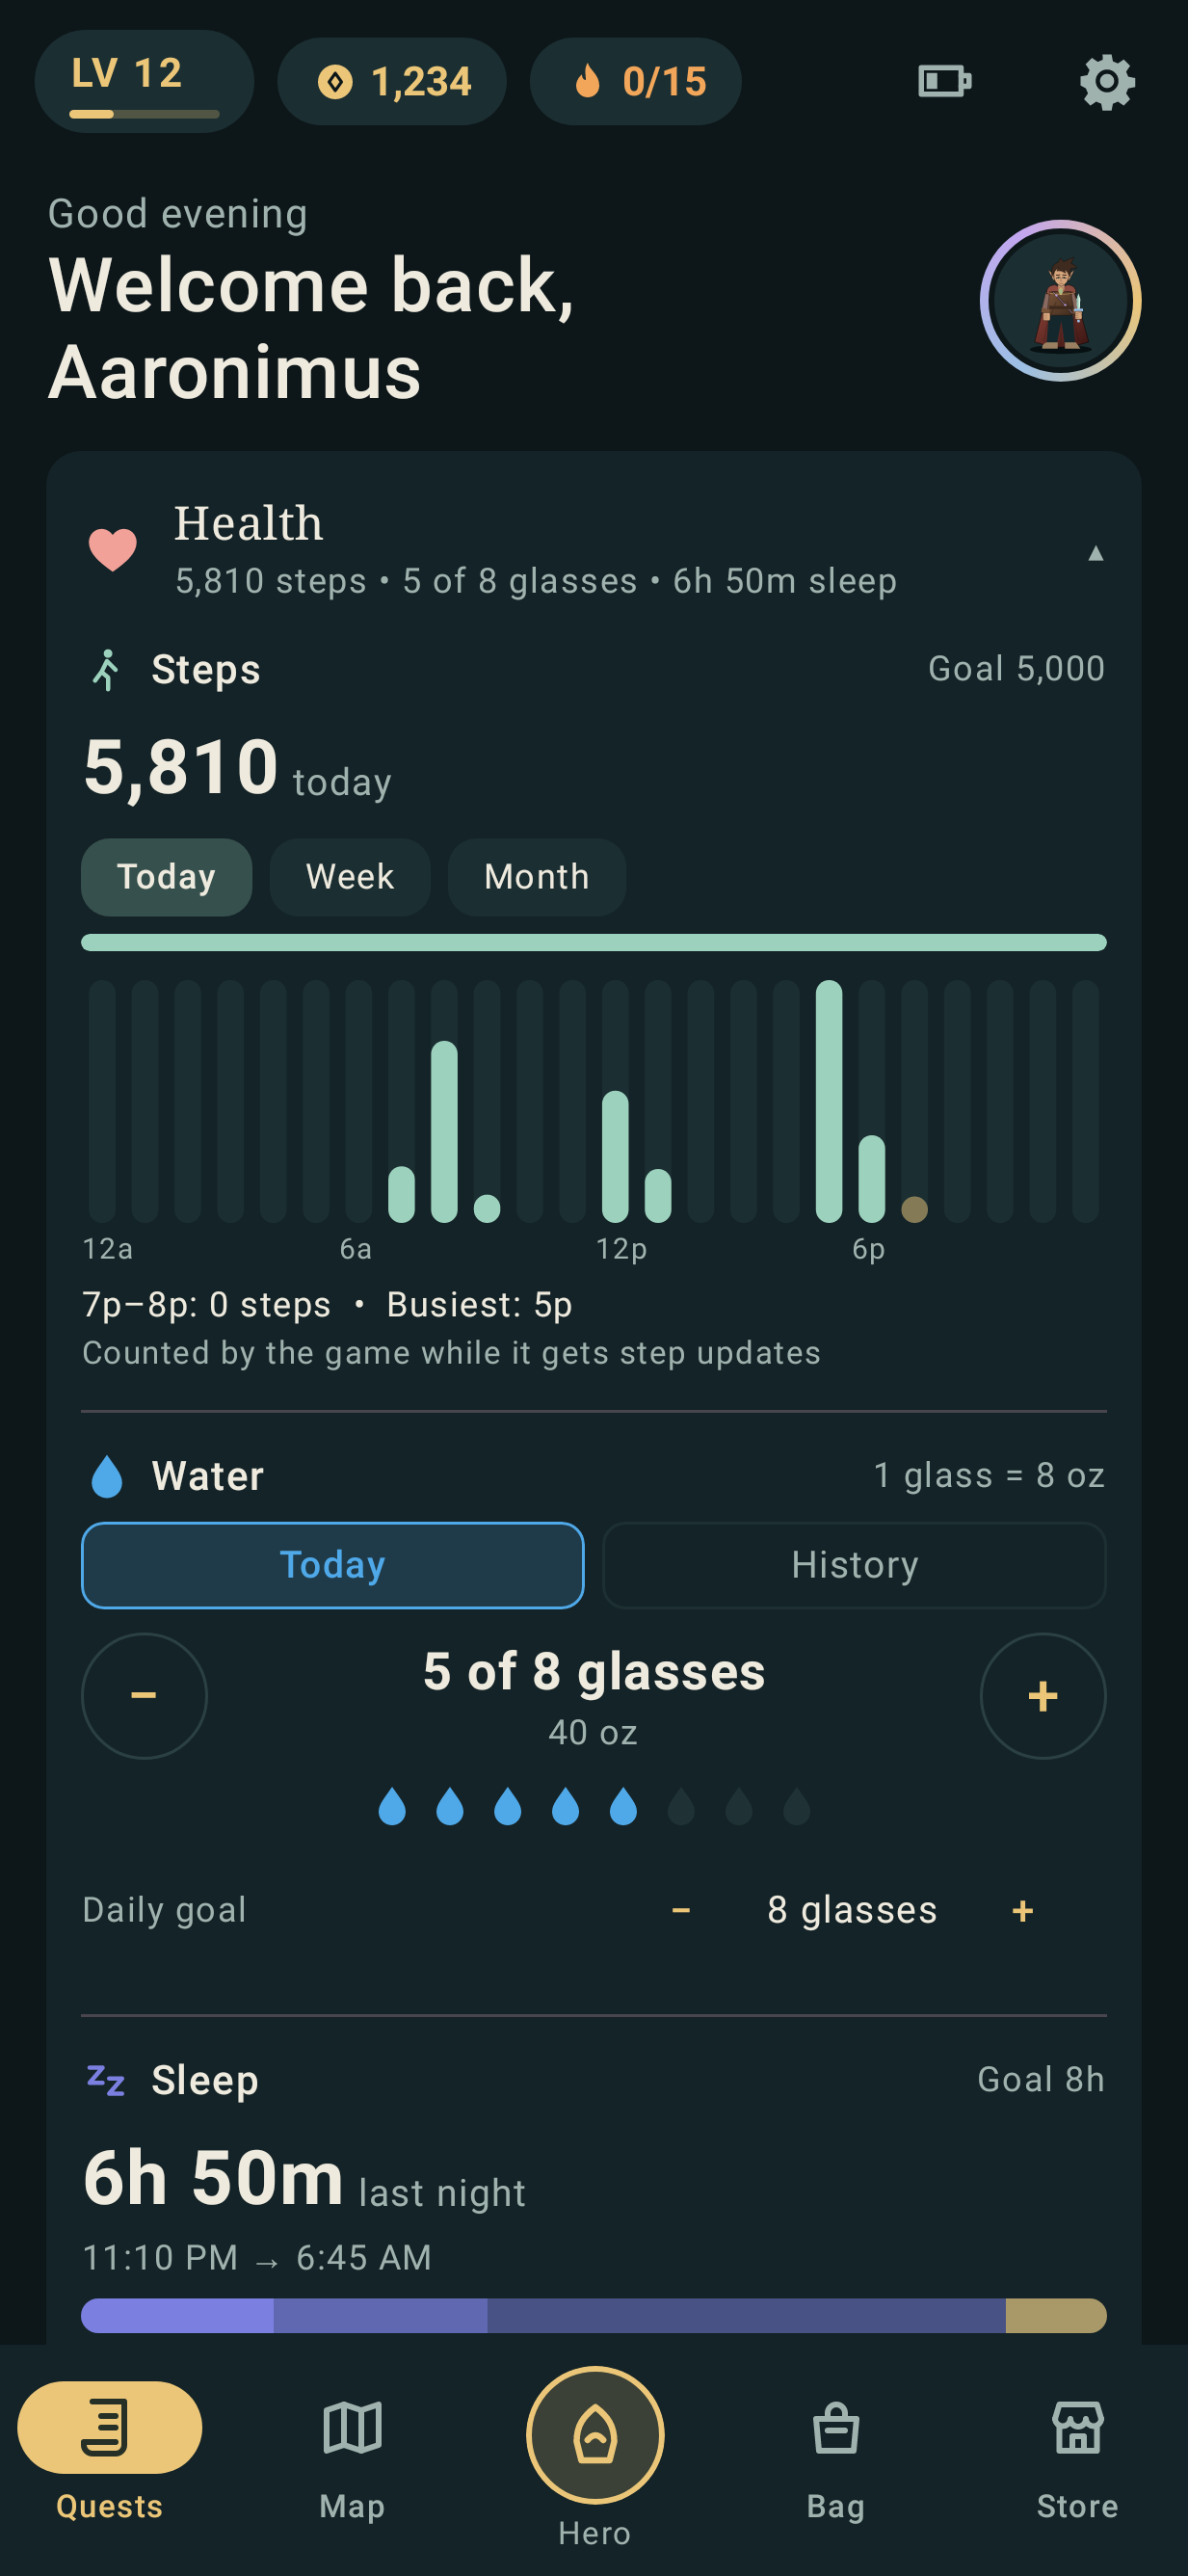 LV 12
1,234
0/15
Good evening
Welcome back,
Aaronimus
Health
5,810 steps • 5 of 8 glasses • 6h 50m sleep
Steps
Goal 5,000
5,810 today
Today
Week
Month
12a
6a
12p
6p
7p–8p: 0 steps • Busiest: 5p
Counted by the game while it gets step updates
Water
1 glass = 8 oz
Today
History
−
5 of 8 glasses
+
40 oz
Daily goal
−
8 glasses
+
zz
Sleep
Goal 8h
6h 50m last night
11:10 PM → 6:45 AM
Quests
Map
Hero
Bag
Store